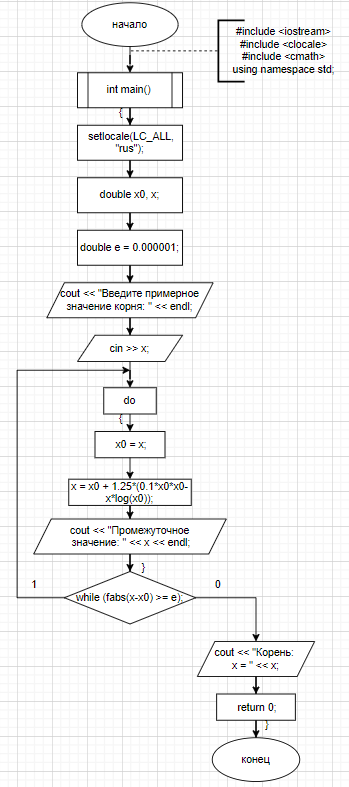 начало
#include <iostream>
#include <clocale>
#include <cmath>
using namespace std;
int main()
{
setlocale(LC_ALL,
"rus");
double x0, x;
double e = 0.000001;
cout << "Введите примерное
значение корня: " << endl;
cin >> x;
do
{
x0 = x;
x = x0 + 1.25*(0.1*x0*x0-
x*log(x0));
cout << "Промежуточное
значение: " << x << endl;
}
1
0
while (fabs(x-x0) >= e);
cout << "Корень:
x = " << x;
return 0;
}
конец